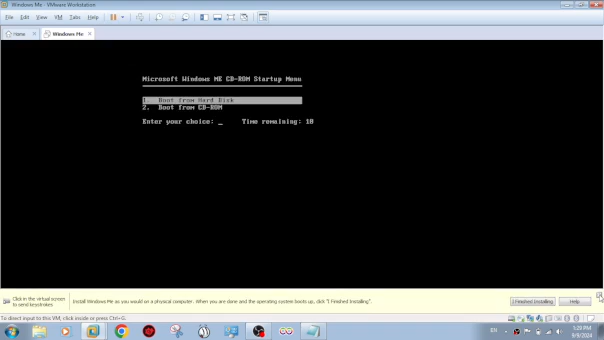 Windows Me - VMware Workstation
File Edit View VM Tabs Help
Home
Windows Me
Microsoft Windows ME CD-ROM Startup Menu
1. Boot from Hard Disk
2. Boot from CD-ROM
Enter your choice: _ Time remaining: 10
Click in the virtual screen
to send keystrokes
Install Windows Me as you would on a physical computer. When you are done and the operating system boots up, click "I Finished Installing".
I Finished Installing
Help
To direct input to this VM, click inside or press Ctrl+G.
EN
1:29 PM
9/9/2024